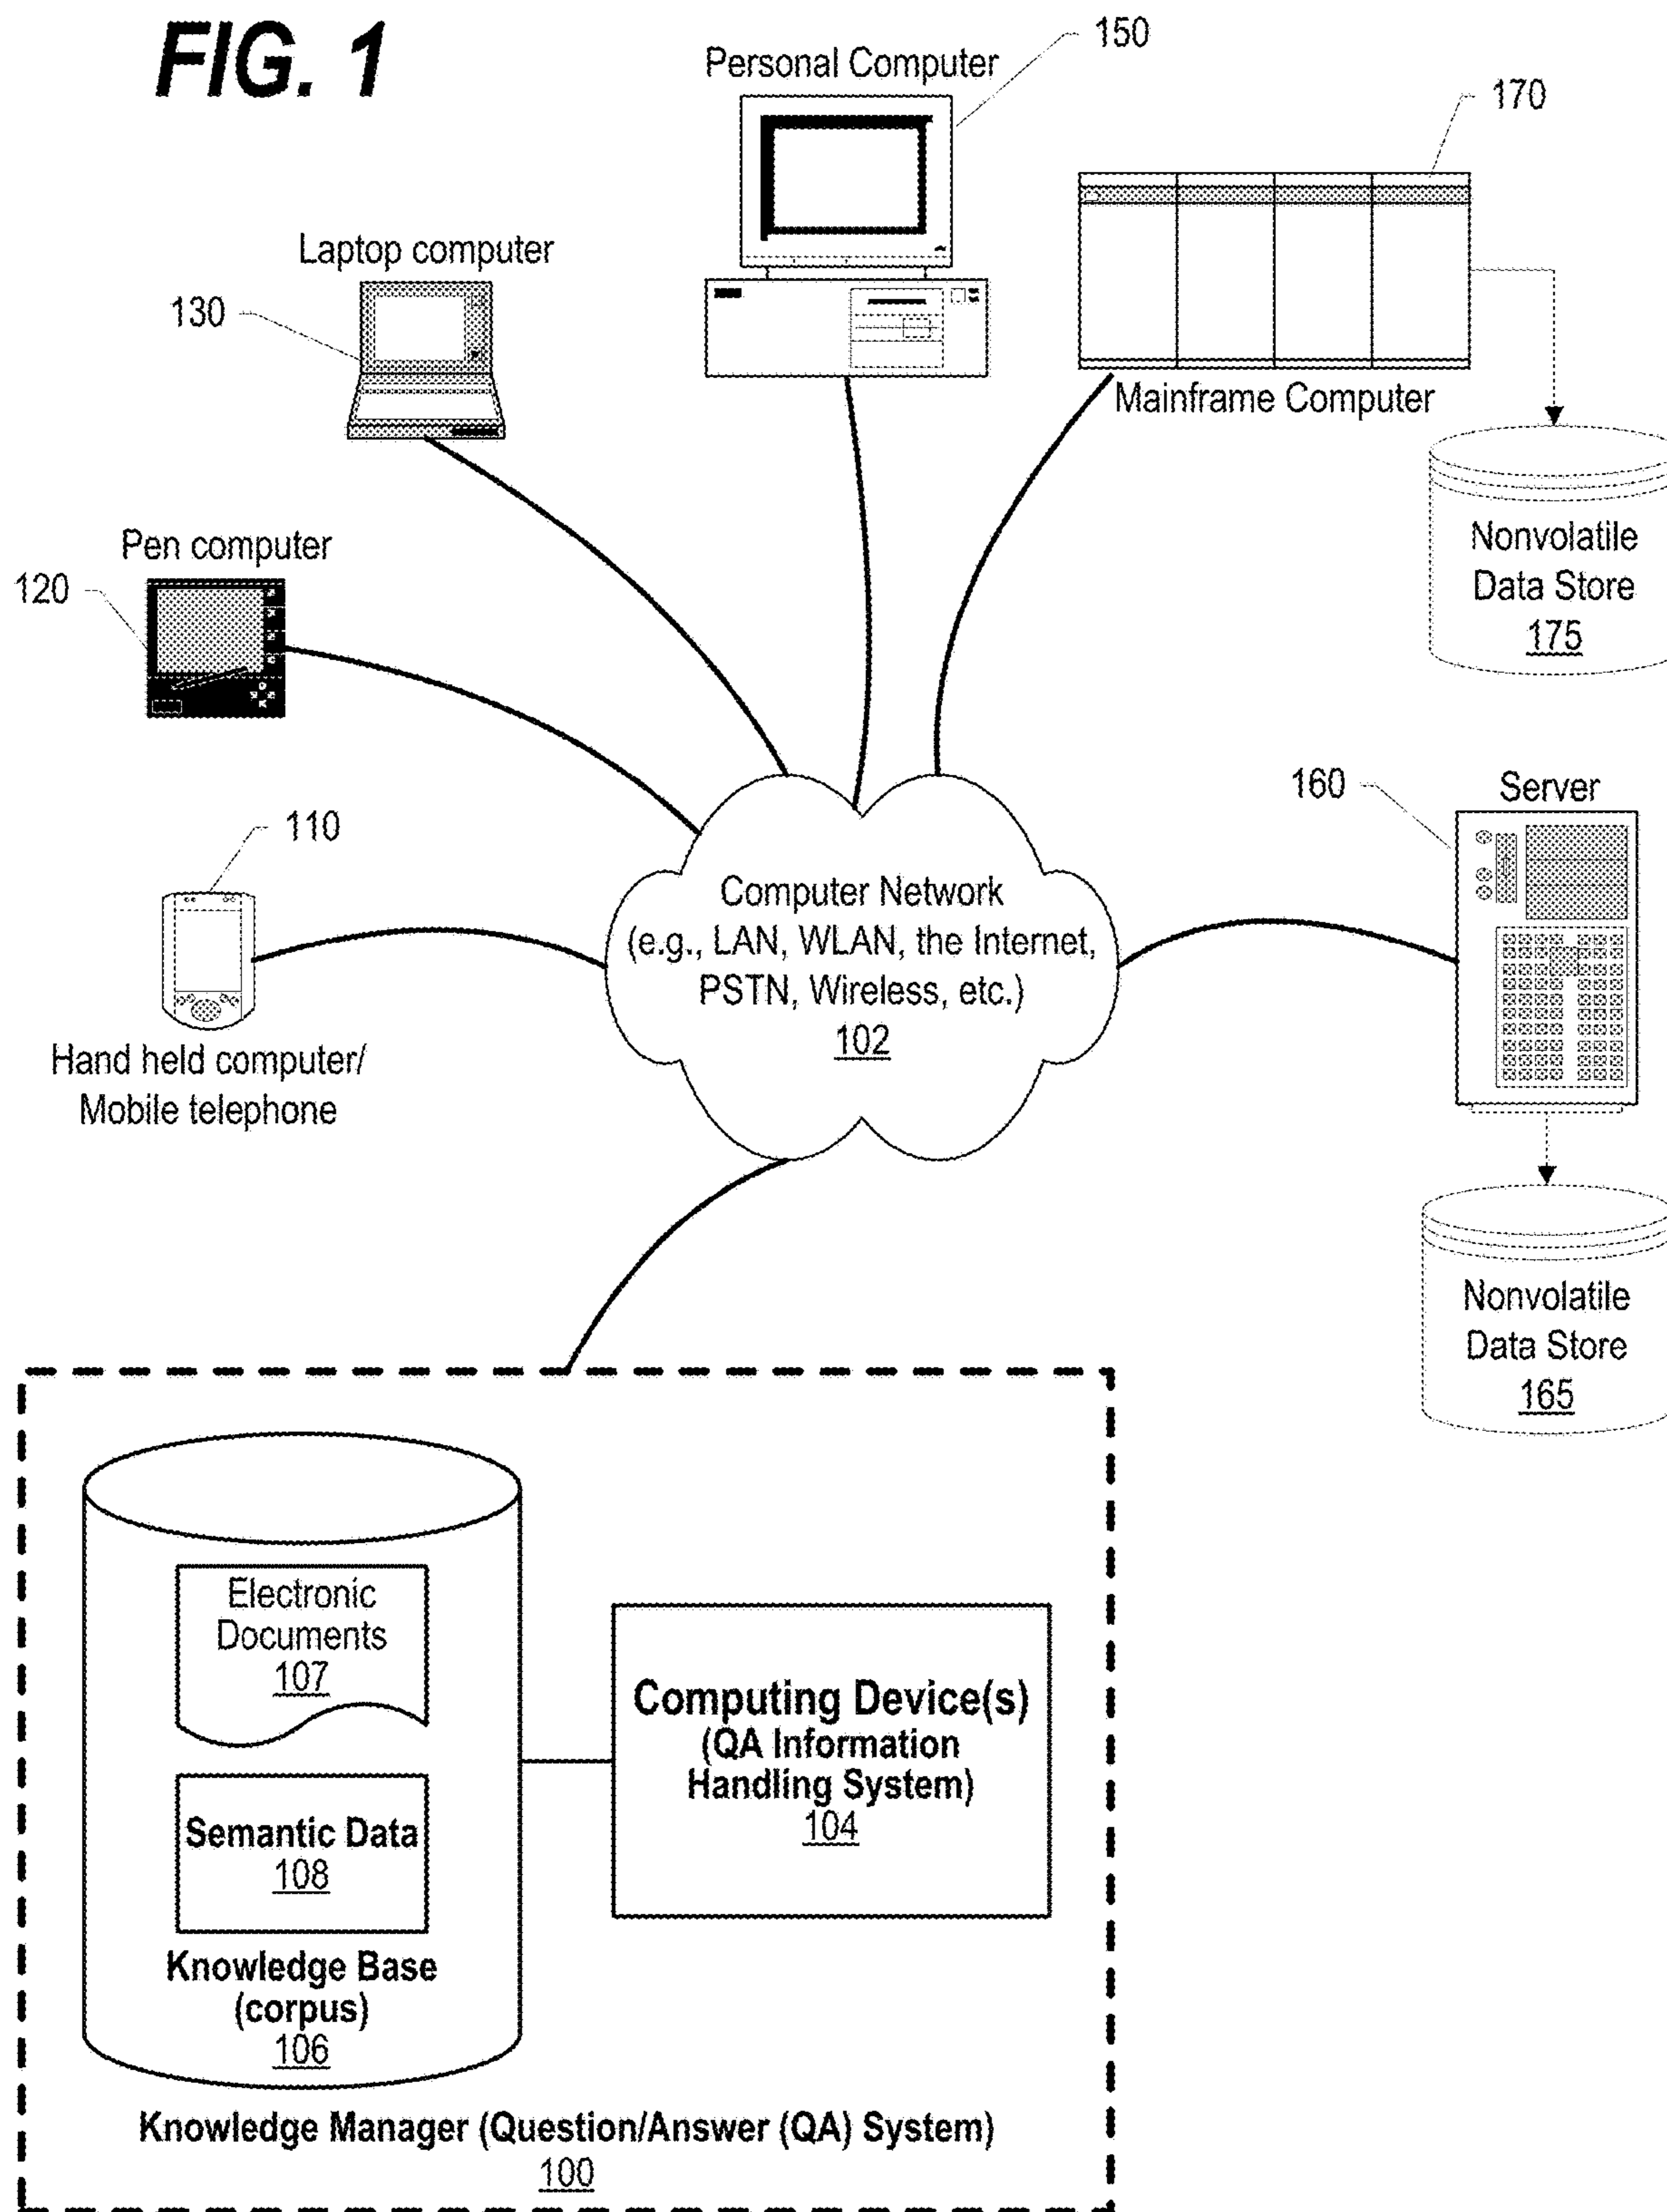 FIG. 1
Personal Computer
150
170
Laptop computer
130
Mainframe Computer
Nonvolatile
Data Store
175
Pen computer
120
160
Server
110
Computer Network
(e.g., LAN, WLAN, the Internet,
PSTN, Wireless, etc.)
102
Hand held computer/
Mobile telephone
Nonvolatile
Data Store
165
Electronic
Documents
107
Semantic Data
108
Knowledge Base
(corpus)
106
Computing Device(s)
(QA Information
Handling System)
104
Knowledge Manager (Question/Answer (QA) System)
100